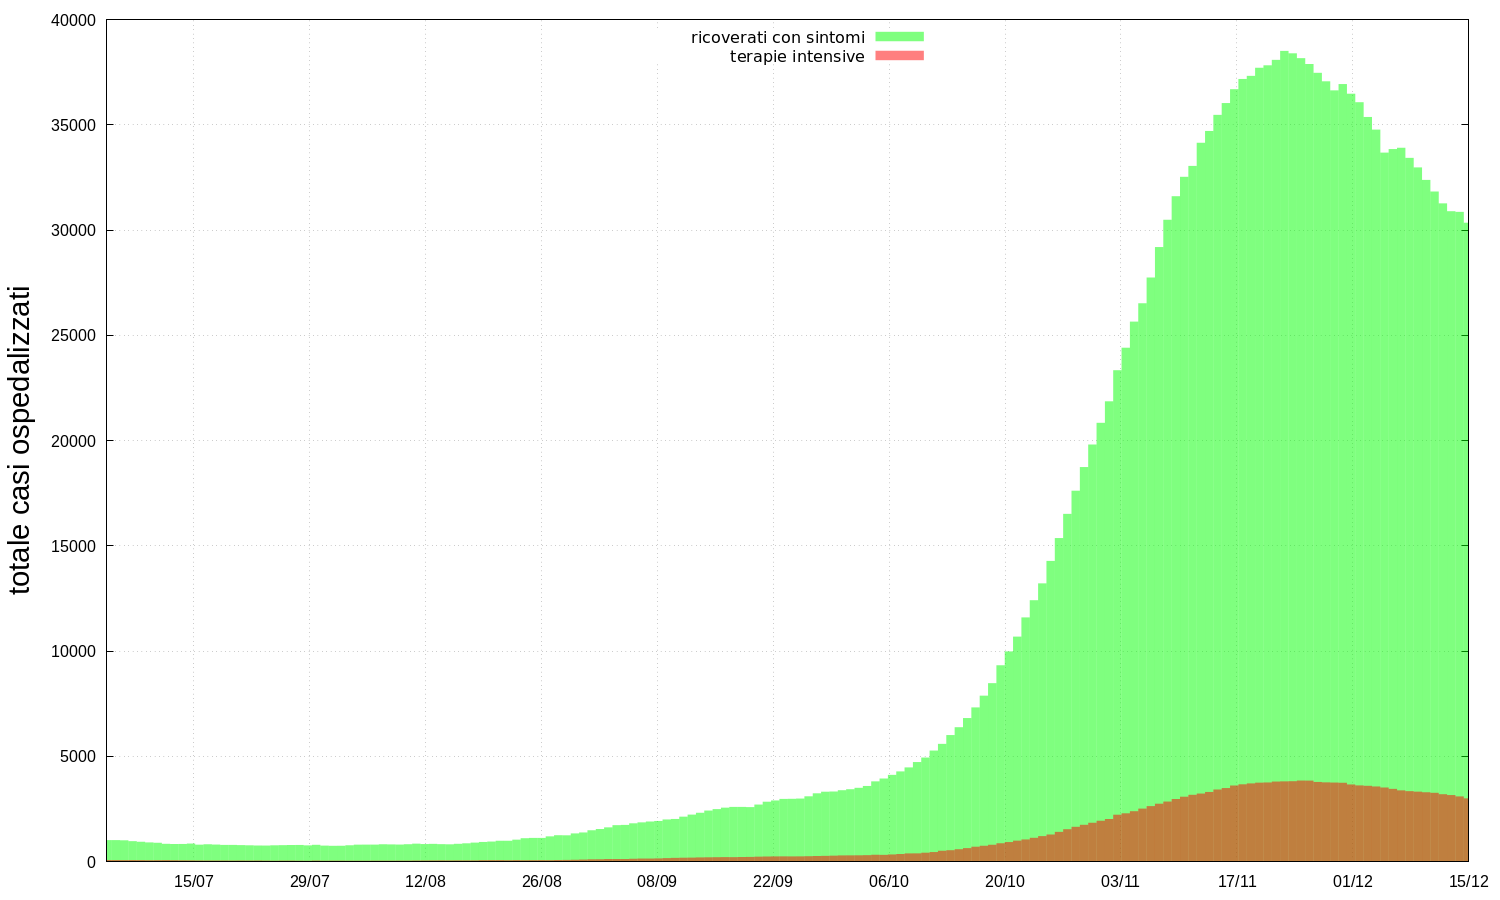 ricoverati con sintomi
terapie intensive
totale casi ospedalizzati
40000
35000
30000
25000
20000
15000
10000
5000
0
15/07 29/07 12/08 26/08 08/09 22/09 06/10 20/10 03/11 17/11 01/12 15/12